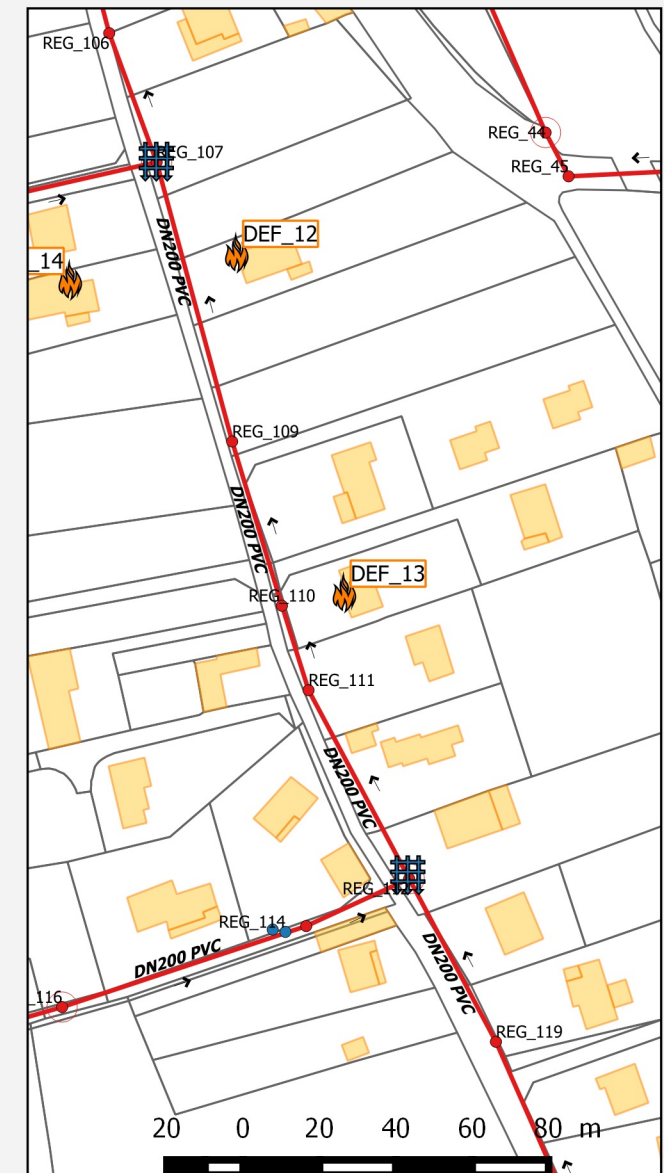 REG_106
REG_44
REG_107
REG_45
DEF_12
_14
DN200 PVC
REG_109
DN200 PVC
DEF_13
REG_110
REG_111
DN200 PVC
REG_114
DN200 PVC
DN200 PVC
_116
REG_119
20 0 20 40 60 80 m